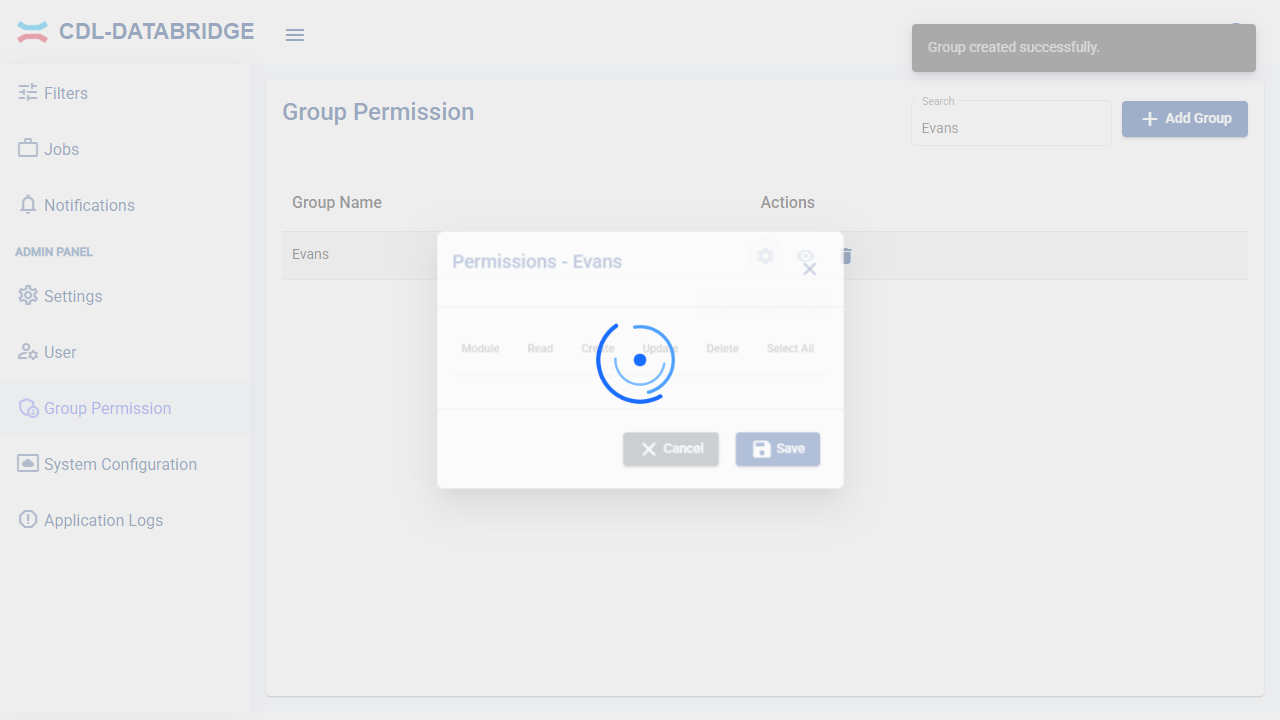 CDL-DATABRIDGE
Group created successfully.
Filters
Jobs
Notifications
ADMIN PANEL
Settings
User
Group Permission
System Configuration
Application Logs
Group Permission
Search
Evans
Add Group
Group Name
Actions
Evans
Permissions - Evans
Module
Read
Create
Update
Delete
Select All
Cancel
Save